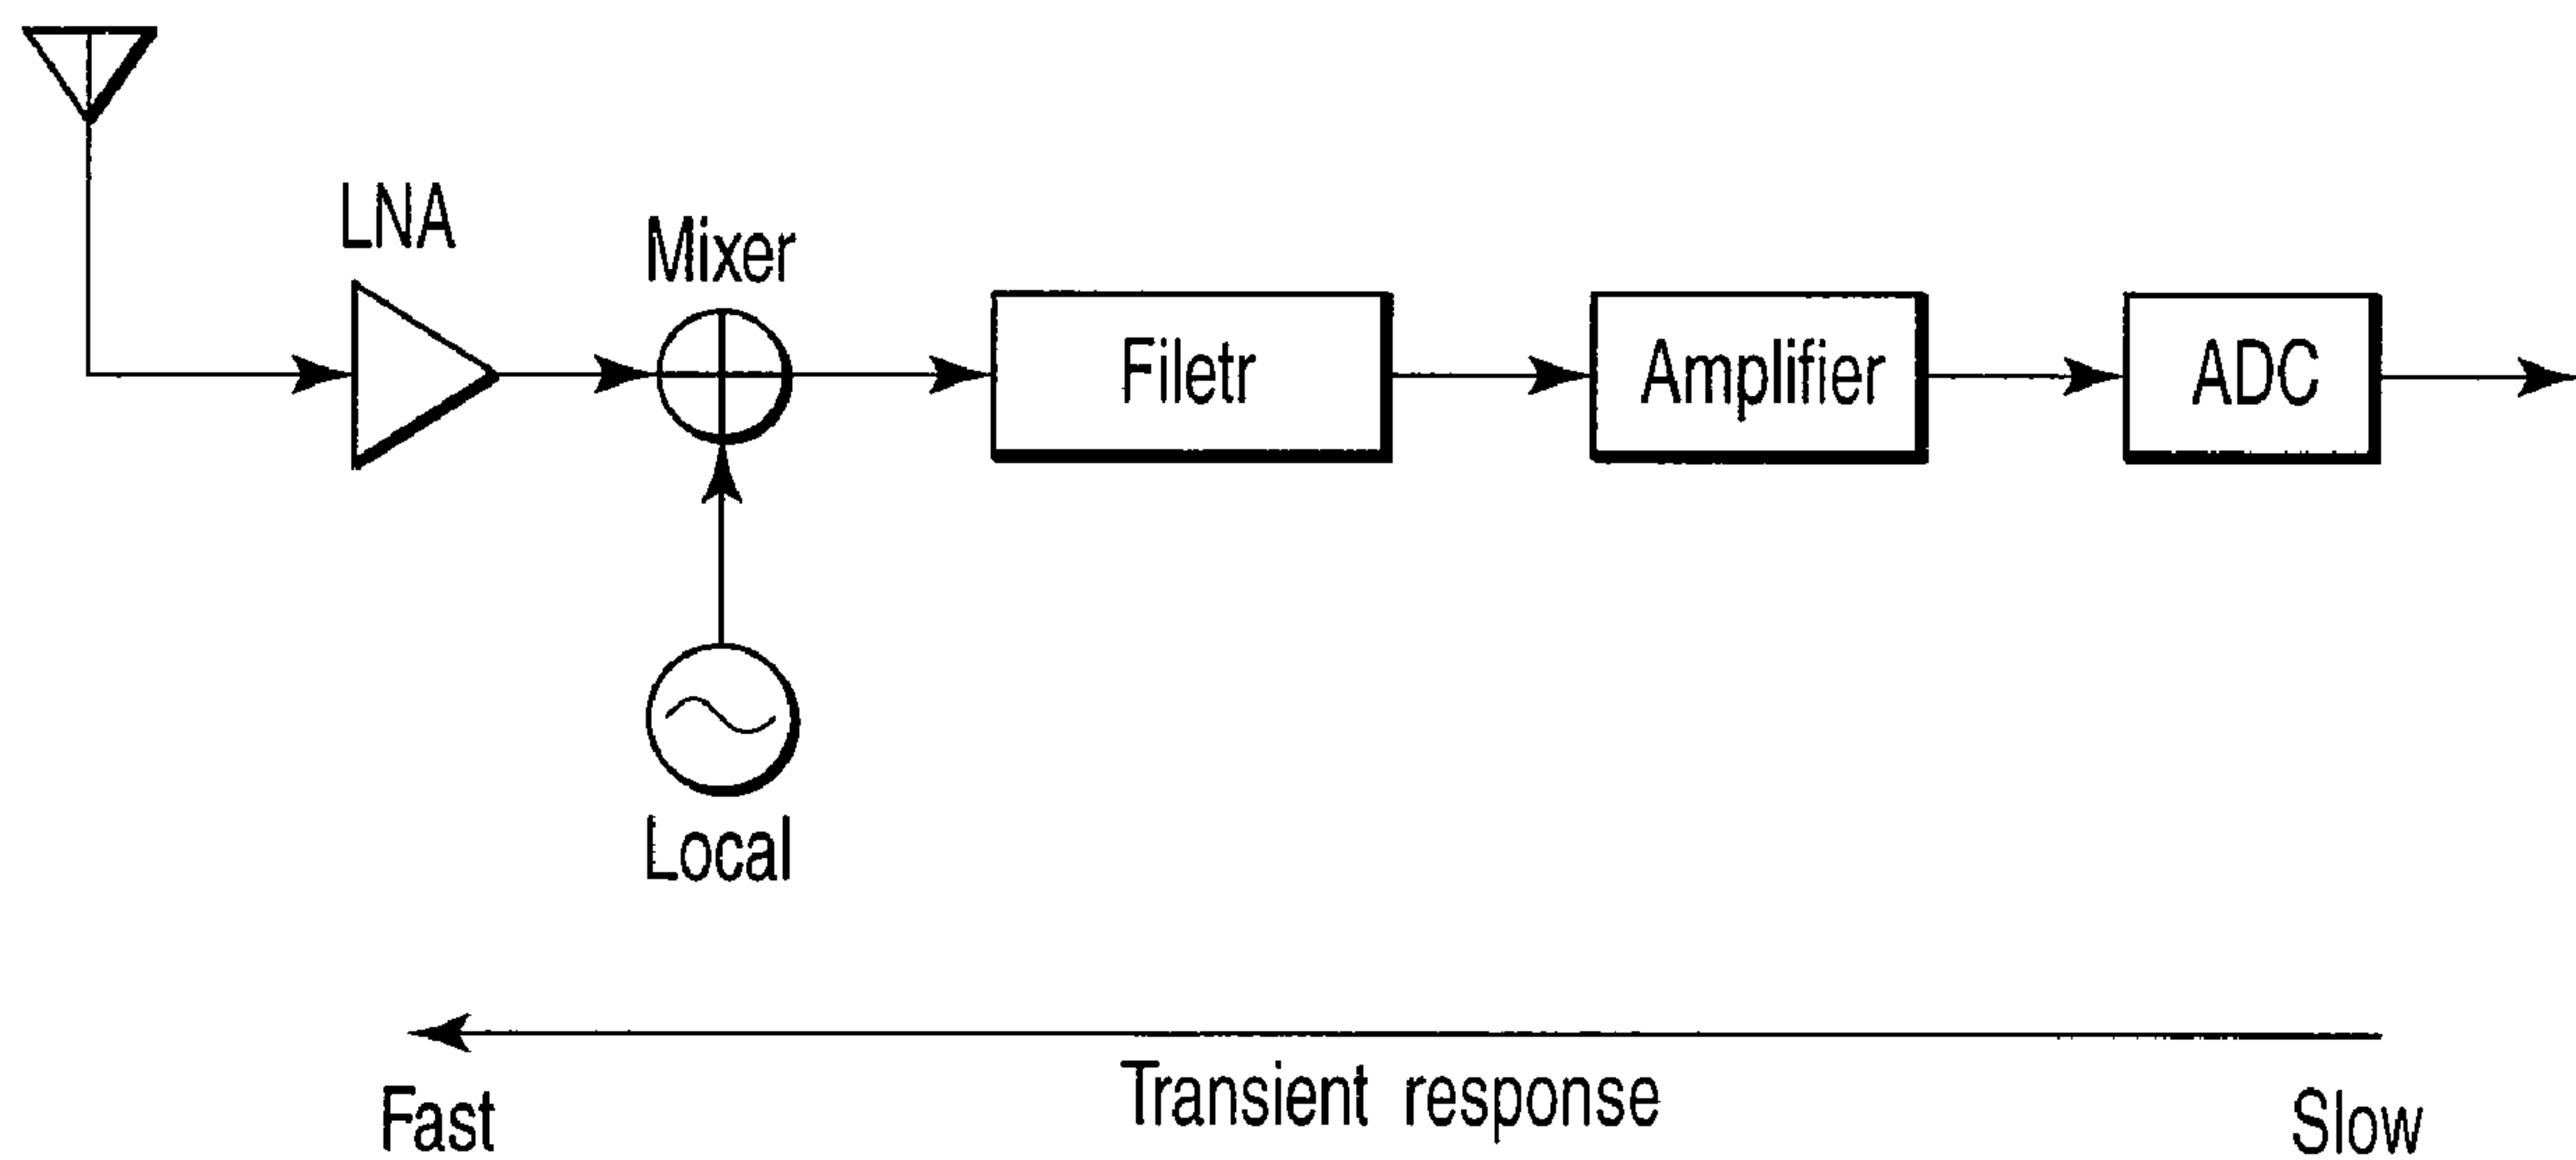 LNA
Mixer
Filetr
Amplifier
ADC
Local
Transient response
Fast
Slow